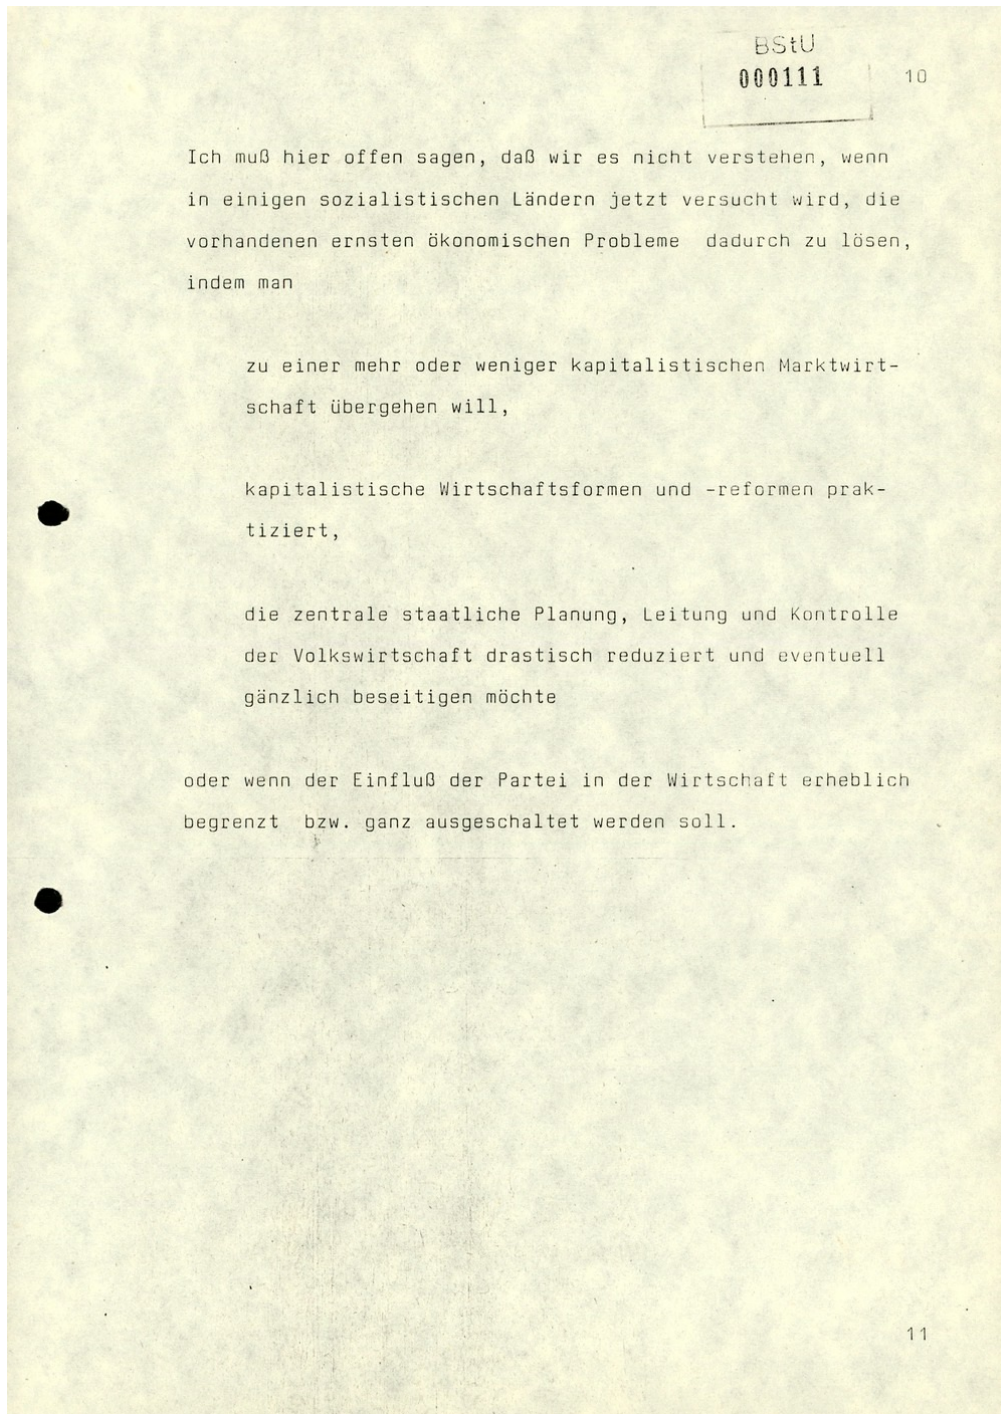 BStU
000111
10
Ich muß hier offen sagen, daß wir es nicht verstehen, wenn
in einigen sozialistischen Ländern jetzt versucht wird, die
vorhandenen ernsten ökonomischen Probleme dadurch zu lösen,
indem man
zu einer mehr oder weniger kapitalistischen Marktwirt-
schaft übergehen will,
kapitalistische Wirtschaftsformen und -reformen prak-
tiziert,
die zentrale staatliche Planung, Leitung und Kontrolle
der Volkswirtschaft drastisch reduziert und eventuell
gänzlich beseitigen möchte
oder wenn der Einfluß der Partei in der Wirtschaft erheblich
begrenzt bzw. ganz ausgeschaltet werden soll.
11